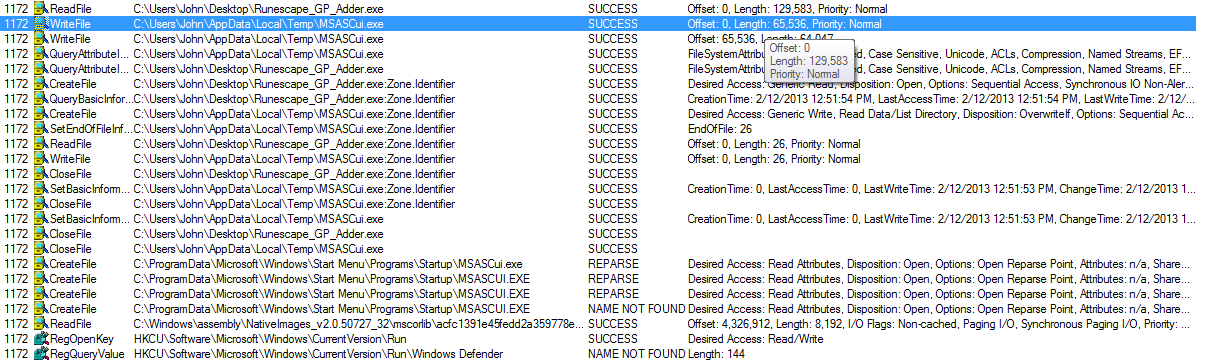 1172 ReadFile C:\Users\John\Desktop\Runescape_GP_Adder.exe SUCCESS Offset: 0, Length: 129,583, Priority: Normal
1172 WriteFile C:\Users\John\AppData\Local\Temp\MSASCui.exe SUCCESS Offset: 0, Length: 65,536, Priority: Normal
1172 WriteFile C:\Users\John\AppData\Local\Temp\MSASCui.exe SUCCESS Offset: 65,536, Length: 64,047
Offset: 0
Length: 129,583
Priority: Normal
1172 QueryAttributeI... C:\Users\John\AppData\Local\Temp\MSASCui.exe SUCCESS FileSystemAttrib d, Case Sensitive, Unicode, ACLs, Compression, Named Streams, EF...
1172 QueryAttributeI... C:\Users\John\Desktop\Runescape_GP_Adder.exe SUCCESS FileSystemAttrib d, Case Sensitive, Unicode, ACLs, Compression, Named Streams, EF...
1172 CreateFile C:\Users\John\Desktop\Runescape_GP_Adder.exe:Zone.Identifier SUCCESS Desired Access: Generic Read, Disposition: Open, Options: Sequential Access, Synchronous IO Non-Aler...
1172 QueryBasicInfor... C:\Users\John\Desktop\Runescape_GP_Adder.exe:Zone.Identifier SUCCESS CreationTime: 2/12/2013 12:51:54 PM, LastAccessTime: 2/12/2013 12:51:54 PM, LastWriteTime: 2/12/...
1172 CreateFile C:\Users\John\AppData\Local\Temp\MSASCui.exe:Zone.Identifier SUCCESS Desired Access: Generic Write, Read Data/List Directory, Disposition: OverwriteIf, Options: Sequential Ac...
1172 SetEndOfFileInf... C:\Users\John\AppData\Local\Temp\MSASCui.exe:Zone.Identifier SUCCESS EndOfFile: 26
1172 ReadFile C:\Users\John\Desktop\Runescape_GP_Adder.exe:Zone.Identifier SUCCESS Offset: 0, Length: 26, Priority: Normal
1172 WriteFile C:\Users\John\AppData\Local\Temp\MSASCui.exe:Zone.Identifier SUCCESS Offset: 0, Length: 26, Priority: Normal
1172 CloseFile C:\Users\John\Desktop\Runescape_GP_Adder.exe:Zone.Identifier SUCCESS
1172 SetBasicInform... C:\Users\John\AppData\Local\Temp\MSASCui.exe:Zone.Identifier SUCCESS CreationTime: 0, LastAccessTime: 0, LastWriteTime: 2/12/2013 12:51:53 PM, ChangeTime: 2/12/2013 1...
1172 CloseFile C:\Users\John\AppData\Local\Temp\MSASCui.exe:Zone.Identifier SUCCESS
1172 SetBasicInform... C:\Users\John\AppData\Local\Temp\MSASCui.exe SUCCESS CreationTime: 0, LastAccessTime: 0, LastWriteTime: 2/12/2013 12:51:53 PM, ChangeTime: 2/12/2013 1...
1172 CloseFile C:\Users\John\Desktop\Runescape_GP_Adder.exe SUCCESS
1172 CloseFile C:\Users\John\AppData\Local\Temp\MSASCui.exe SUCCESS
1172 CreateFile C:\ProgramData\Microsoft\Windows\Start Menu\Programs\Startup\MSASCui.exe REPARSE Desired Access: Read Attributes, Disposition: Open, Options: Open Reparse Point, Attributes: n/a, Share...
1172 CreateFile C:\ProgramData\Microsoft\Windows\Start Menu\Programs\Startup\MSASCUI.EXE REPARSE Desired Access: Read Attributes, Disposition: Open, Options: Open Reparse Point, Attributes: n/a, Share...
1172 CreateFile C:\ProgramData\Microsoft\Windows\Start Menu\Programs\Startup\MSASCUI.EXE REPARSE Desired Access: Read Attributes, Disposition: Open, Options: Open Reparse Point, Attributes: n/a, Share...
1172 CreateFile C:\ProgramData\Microsoft\Windows\Start Menu\Programs\Startup\MSASCUI.EXE NAME NOT FOUND Desired Access: Read Attributes, Disposition: Open, Options: Open Reparse Point, Attributes: n/a, Share...
1172 ReadFile C:\Windows\assembly\NativeImages_v2.0.50727_32\mscorlib\acfc1391e45fedd2a359778e... SUCCESS Offset: 4,326,912, Length: 8,192, I/O Flags: Non-cached, Paging I/O, Synchronous Paging I/O, Priority: ...
1172 RegOpenKey HKCU\Software\Microsoft\Windows\CurrentVersion\Run SUCCESS Desired Access: Read/Write
1172 RegQueryValue HKCU\Software\Microsoft\Windows\CurrentVersion\Run\Windows Defender NAME NOT FOUND Length: 144